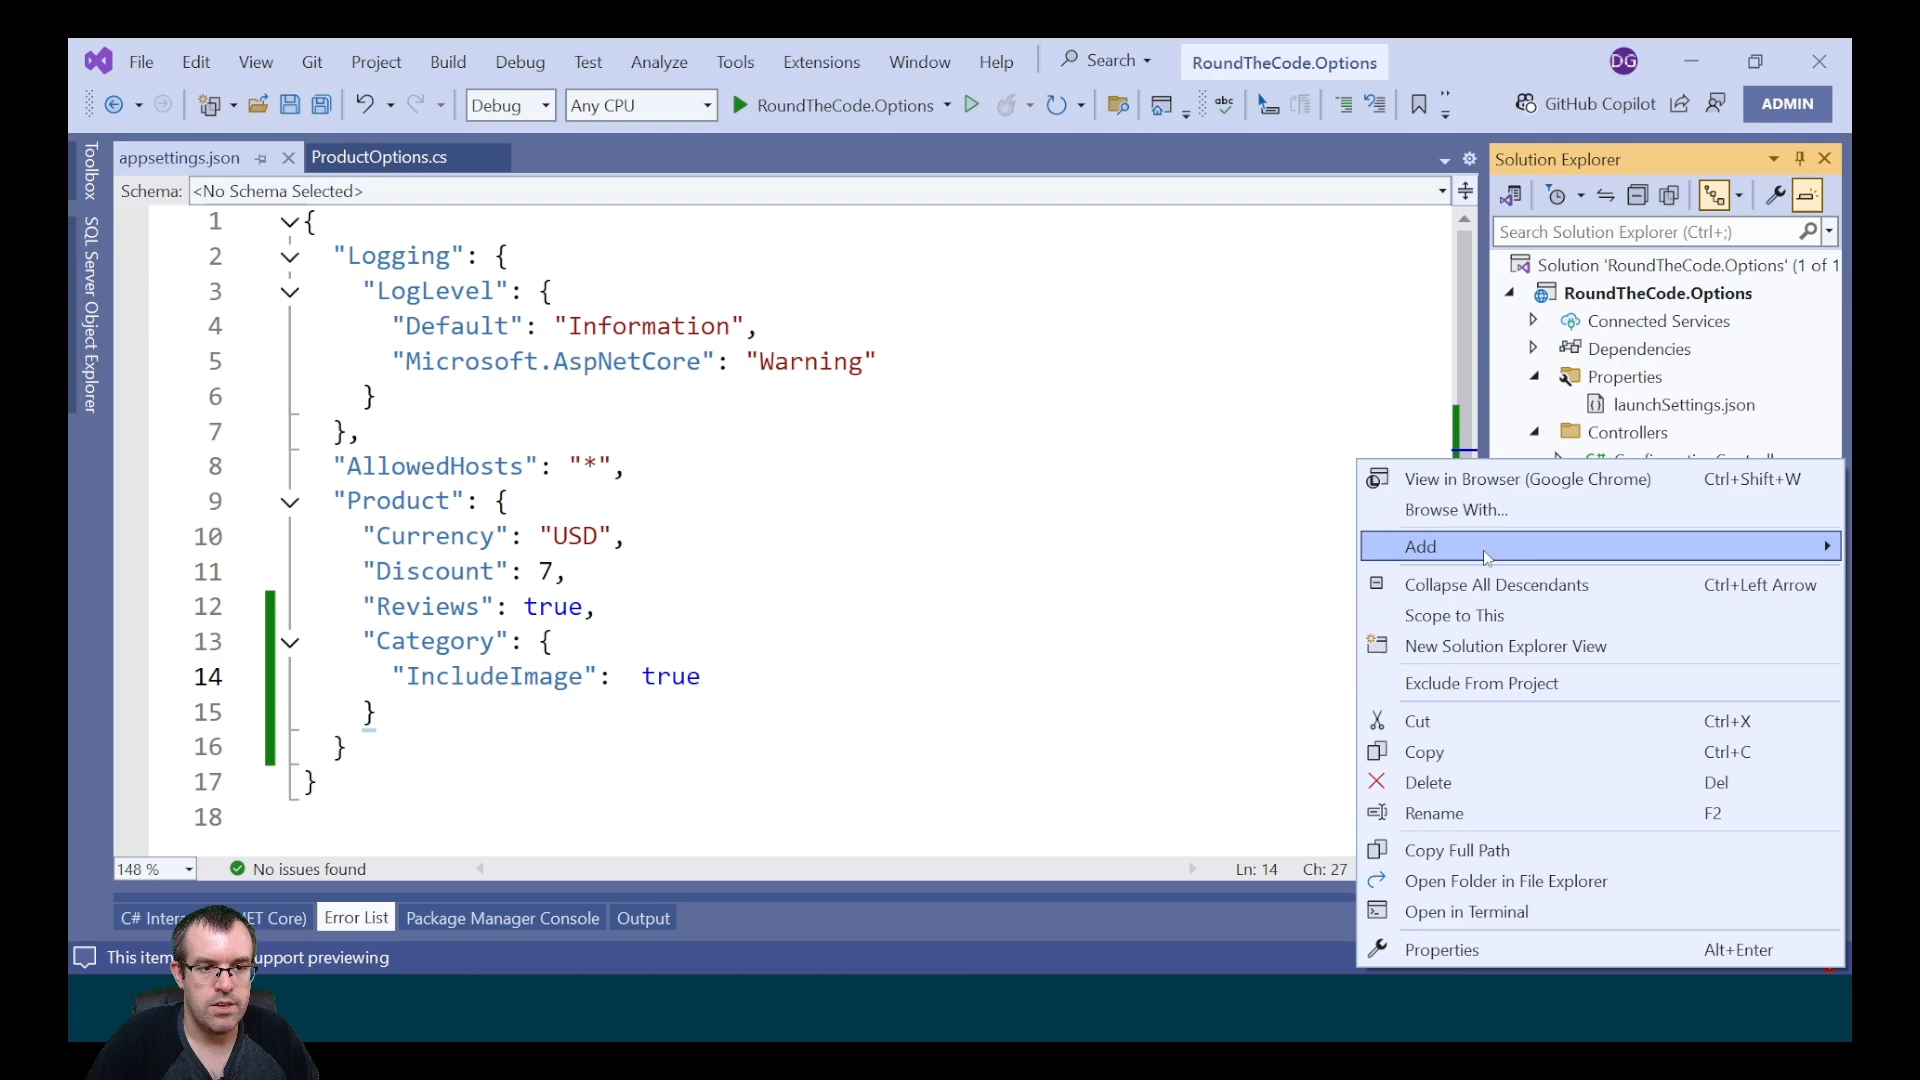 File Edit View Git Project Build Debug Test Analyze Tools Extensions Window Help Search RoundTheCode.Options DG
Debug Any CPU RoundTheCode.Options GitHub Copilot ADMIN
Toolbox
SQL Server Object Explorer
appsettings.json ProductOptions.cs
Schema: <No Schema Selected>
1 {
2 "Logging": {
3 "LogLevel": {
4 "Default": "Information",
5 "Microsoft.AspNetCore": "Warning"
6 }
7 },
8 "AllowedHosts": "*",
9 "Product": {
10 "Currency": "USD",
11 "Discount": 7,
12 "Reviews": true,
13 "Category": {
14 "IncludeImage":  true
15 }
16 }
17 }
18
148 % No issues found Ln: 14 Ch: 27
C# Inter ET Core) Error List Package Manager Console Output
This item upport previewing
Solution Explorer
Search Solution Explorer (Ctrl+;)
Solution 'RoundTheCode.Options' (1 of 1
RoundTheCode.Options
Connected Services
Dependencies
Properties
launchSettings.json
Controllers
View in Browser (Google Chrome) Ctrl+Shift+W
Browse With...
Add
Collapse All Descendants Ctrl+Left Arrow
Scope to This
New Solution Explorer View
Exclude From Project
Cut Ctrl+X
Copy Ctrl+C
Delete Del
Rename F2
Copy Full Path
Open Folder in File Explorer
Open in Terminal
Properties Alt+Enter